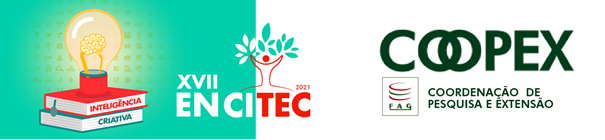 INTELIGÊNCIA
CRIATIVA
XVII
2021
ENCITEC
COOPEX
FAG
COORDENAÇÃO DE
PESQUISA E EXTENSÃO